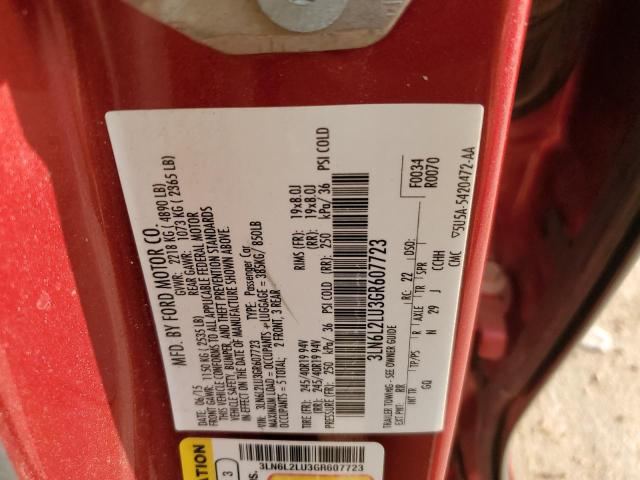 MFD. BY FORD MOTOR CO.
DATE: 06/15 GVWR: 2218 KG ( 4890 LB)
FRONT GAWR: 1150 KG ( 2535 LB) REAR GAWR: 1073 KG ( 2365 LB)
THIS VEHICLE CONFORMS TO ALL APPLICABLE FEDERAL MOTOR
VEHICLE SAFETY, BUMPER, AND THEFT PREVENTION STANDARDS
IN EFFECT ON THE DATE OF MANUFACTURE SHOWN ABOVE.
VIN: 3LN6L2LU3GR607723 TYPE: Passenger Car
MAXIMUM LOAD = OCCUPANTS + LUGGAGE = 385KG/ 850LB
OCCUPANTS = 5 TOTAL, 2 FRONT, 3 REAR
TIRE (FR): 245/40R19 94V RIMS (FR): 19x8.0J
(RR): 245/40R19 94V (RR): 19x8.0J
PRESSURE (FR): 250 kPa/ 36 PSI COLD (RR): 250 kPa/ 36 PSI COLD
3LN6L2LU3GR607723
F0034
R0070
TRAILER TOWING - SEE OWNER GUIDE
EXT PNT: RR RC: 22 DSO:
INT TR TP/PS R AXLE TR SPR
GQ N 29 J CCHH
CMC ▽5U5A-5420472-AA
3LN6L2LU3GR607723
3